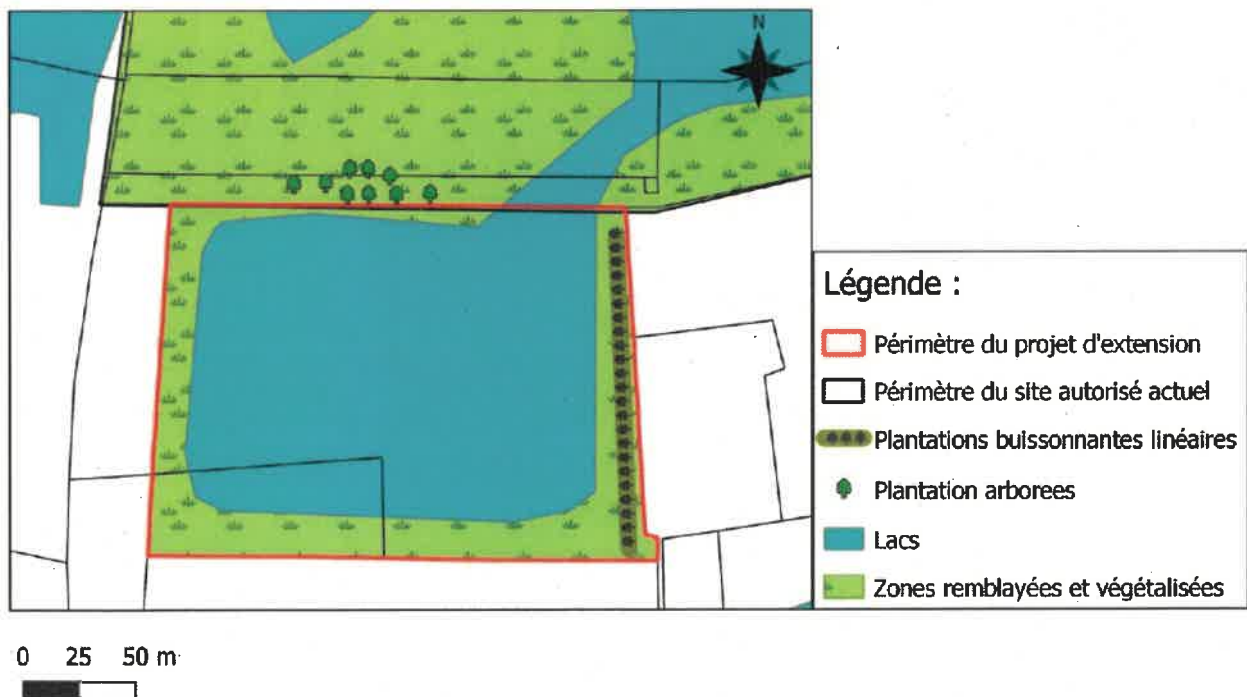 N
Légende :
Périmètre du projet d'extension
Périmètre du site autorisé actuel
Plantations buissonnantes linéaires
Plantation arborees
Lacs
Zones remblayées et végétalisées
0 25 50 m